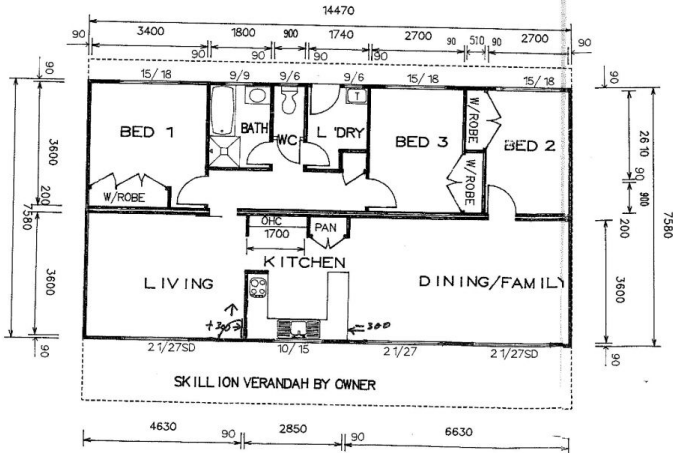 14470
90 3400 1800 900 1740 2700 90 510 2700 90
90 90 90 90 90
15/18 9/9 9/6 9/6 15/18 15/18
90 90
BED 1 BATH WC L'DRY T BED 3 W/ROBE BED 2
W/ROBE W/ROBE
3600 200 7580 2610 90 900 200 7580
OHC
1700 PAN
KITCHEN
LIVING DINING/FAMILY
3600 3600
+300 300
90 21/27SD 10/15 21/27 21/27SD 90
SKILLION VERANDAH BY OWNER
4630 90 2850 90 6630